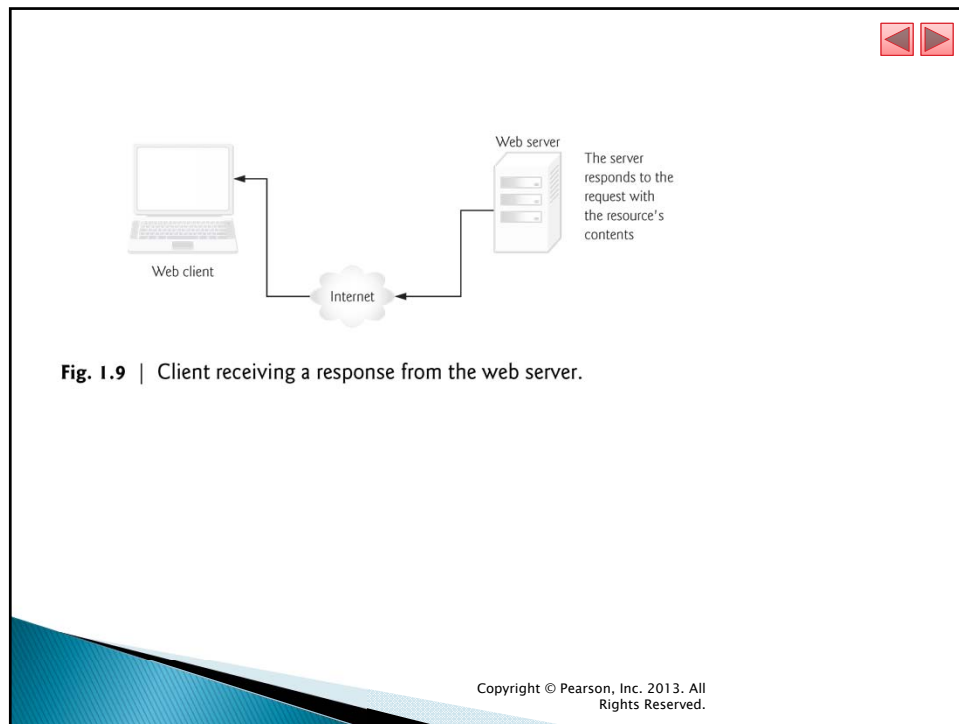 Web server
The server
responds to the
request with
the resource's
contents
Web client
Internet
Fig. 1.9 | Client receiving a response from the web server.
Copyright © Pearson, Inc. 2013. All
Rights Reserved.